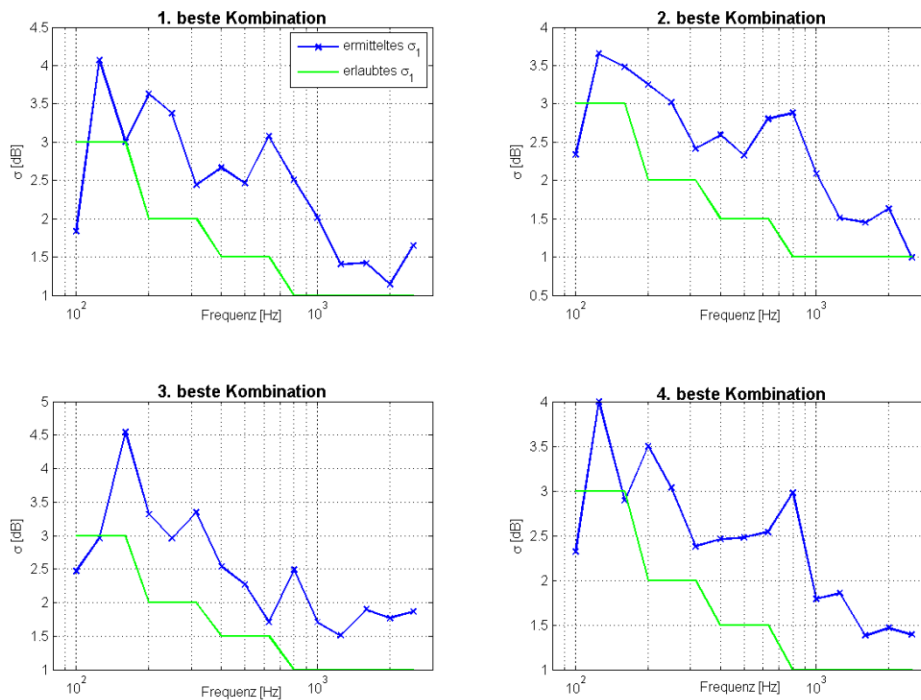 1. beste Kombination
4.5
4
3.5
3
2.5
2
1.5
1
σ [dB]
ermitteltes σ₁
erlaubtes σ₁
10²
Frequenz [Hz]
10³
2. beste Kombination
4
3.5
3
2.5
2
1.5
1
0.5
σ [dB]
10²
Frequenz [Hz]
10³
3. beste Kombination
5
4.5
4
3.5
3
2.5
2
1.5
1
σ [dB]
10²
Frequenz [Hz]
10³
4. beste Kombination
4
3.5
3
2.5
2
1.5
1
σ [dB]
10²
Frequenz [Hz]
10³